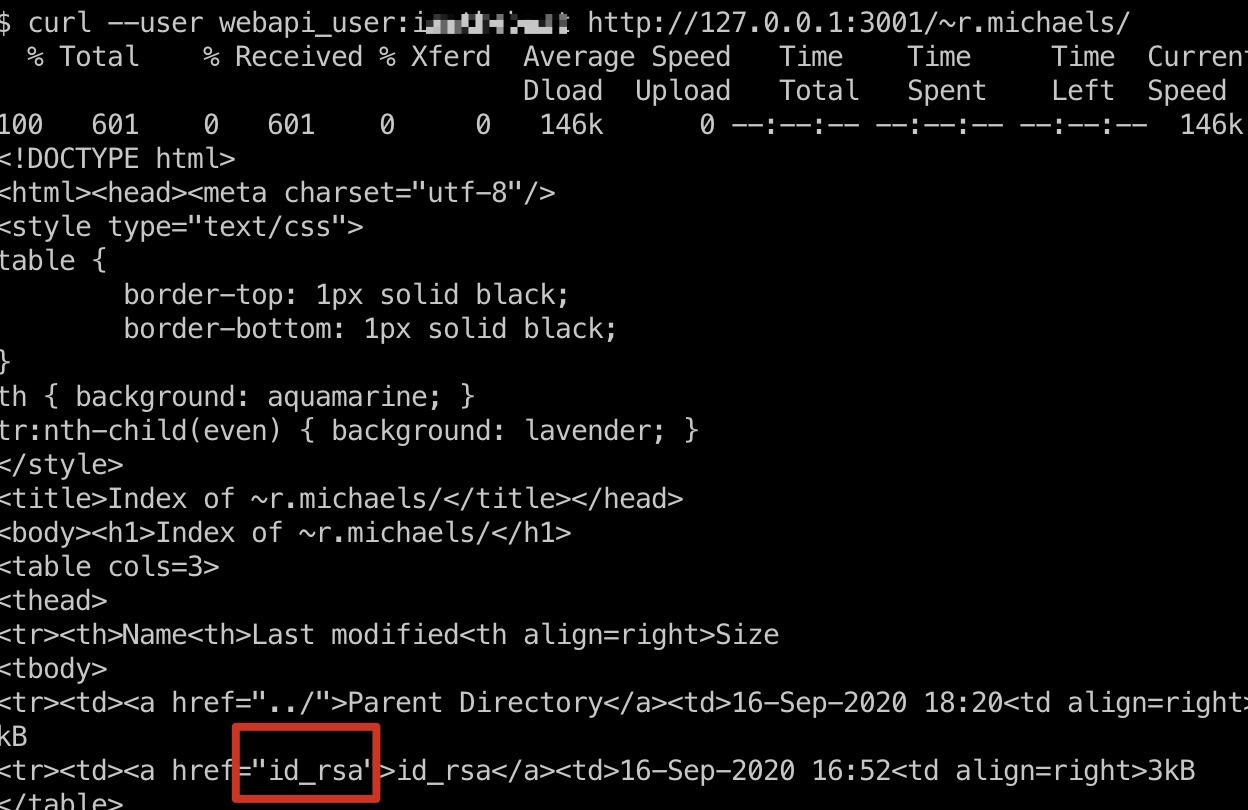 $ curl --user webapi_user: http://127.0.0.1:3001/~r.michaels/
% Total % Received % Xferd Average Speed Time Time Time Current
Dload Upload Total Spent Left Speed
100 601 0 601 0 0 146k 0 --:--:-- --:--:-- --:--:-- 146k
<!DOCTYPE html>
<html><head><meta charset="utf-8"/>
<style type="text/css">
table {
border-top: 1px solid black;
border-bottom: 1px solid black;
}
th { background: aquamarine; }
tr:nth-child(even) { background: lavender; }
</style>
<title>Index of ~r.michaels/</title></head>
<body><h1>Index of ~r.michaels/</h1>
<table cols=3>
<thead>
<tr><th>Name<th>Last modified<th align=right>Size
<tbody>
<tr><td><a href="../">Parent Directory</a><td>16-Sep-2020 18:20<td align=right>
kB
<tr><td><a href="id_rsa">id_rsa</a><td>16-Sep-2020 16:52<td align=right>3kB
</table>